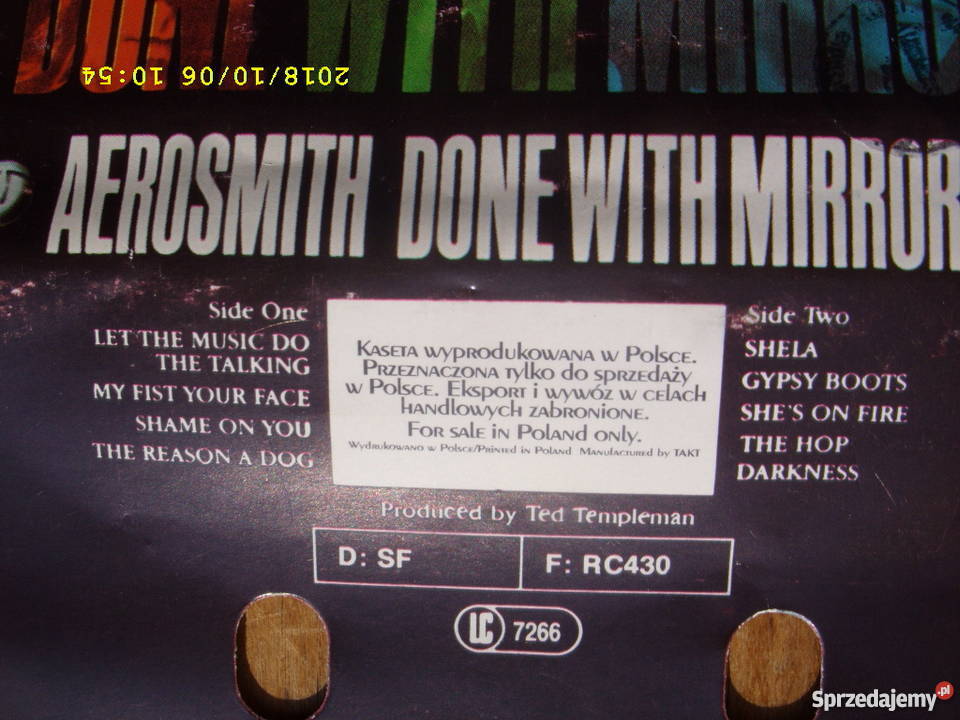 DONE WITH MIRRO
2018/10/06 10:54
AEROSMITH DONE WITH MIRROR
Side One
LET THE MUSIC DO
THE TALKING
MY FIST YOUR FACE
SHAME ON YOU
THE REASON A DOG
Kaseta wyprodukowana w Polsce.
Przeznaczona tylko do sprzedaży
w Polsce. Eksport i wywóz w celach
handlowych zabronione.
For sale in Poland only.
Wydrukowano w Polsce/Printed in Poland Manufactured by TAKT
Side Two
SHELA
GYPSY BOOTS
SHE'S ON FIRE
THE HOP
DARKNESS
Produced by Ted Templeman
D: SF
F: RC430
LC 7266
Sprzedajemy.pl